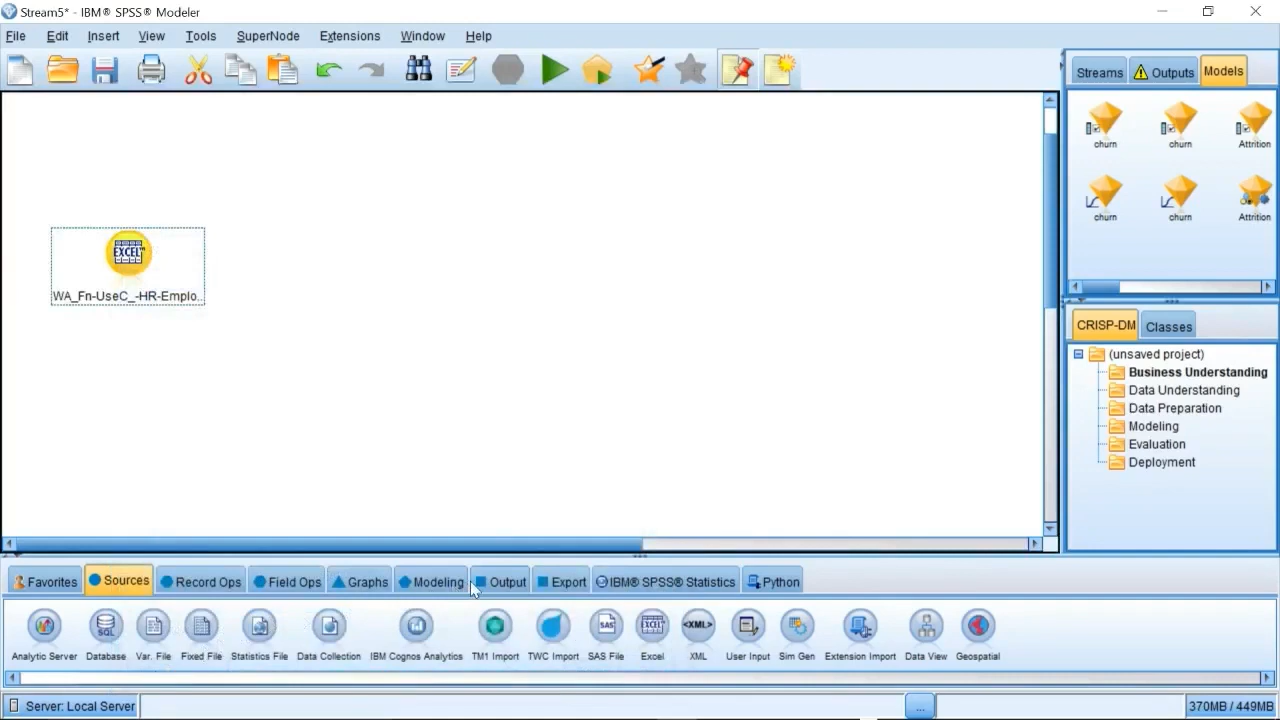 Stream5* - IBM® SPSS® Modeler
File Edit Insert View Tools SuperNode Extensions Window Help
Streams Outputs Models
churn churn Attrition
churn churn Attrition
EXCEL
WA_Fn-UseC_-HR-Emplo..
CRISP-DM Classes
(unsaved project)
Business Understanding
Data Understanding
Data Preparation
Modeling
Evaluation
Deployment
Favorites Sources Record Ops Field Ops Graphs Modeling Output Export IBM® SPSS® Statistics Python
SQL SAS EXCEL <XML>
Analytic Server Database Var. File Fixed File Statistics File Data Collection IBM Cognos Analytics TM1 Import TWC Import SAS File Excel XML User Input Sim Gen Extension Import Data View Geospatial
Server: Local Server ... 370MB / 449MB